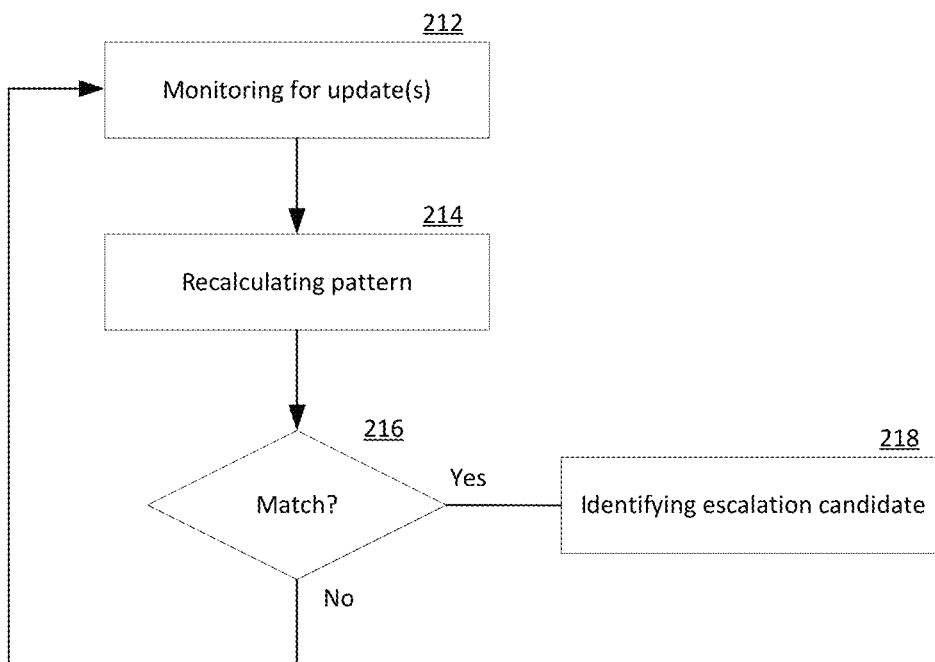 212
Monitoring for update(s)
214
Recalculating pattern
216
Match?
Yes
218
Identifying escalation candidate
No